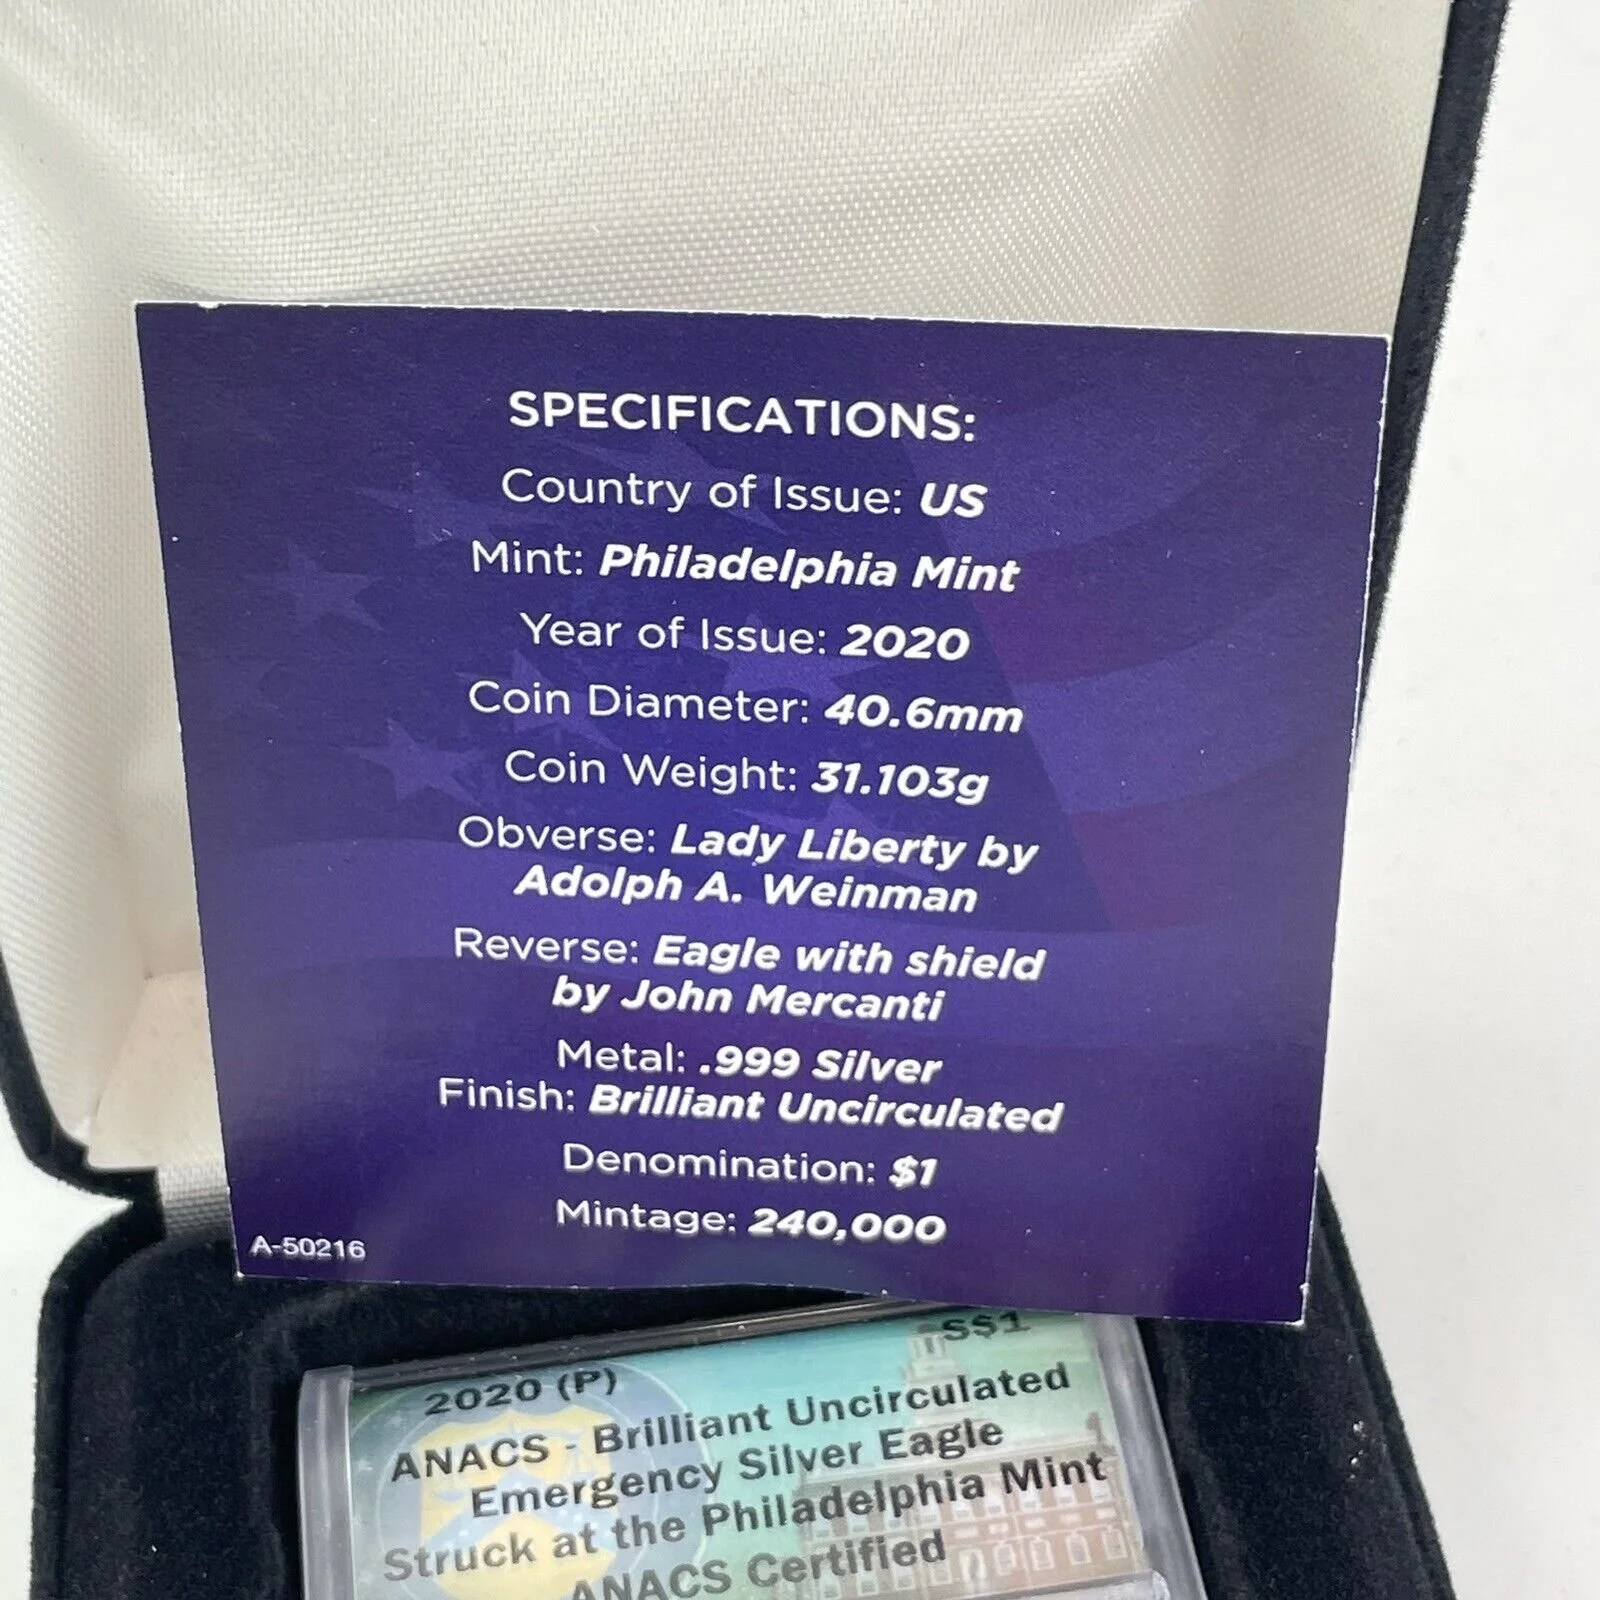 SPECIFICATIONS:
Country of Issue: US
Mint: Philadelphia Mint
Year of Issue: 2020
Coin Diameter: 40.6mm
Coin Weight: 31.103g
Obverse: Lady Liberty by
Adolph A. Weinman
Reverse: Eagle with shield
by John Mercanti
Metal: .999 Silver
Finish: Brilliant Uncirculated
Denomination: $1
Mintage: 240,000
A-50216
2020 (P) S$1
ANACS - Brilliant Uncirculated
Emergency Silver Eagle
Struck at the Philadelphia Mint
ANACS Certified